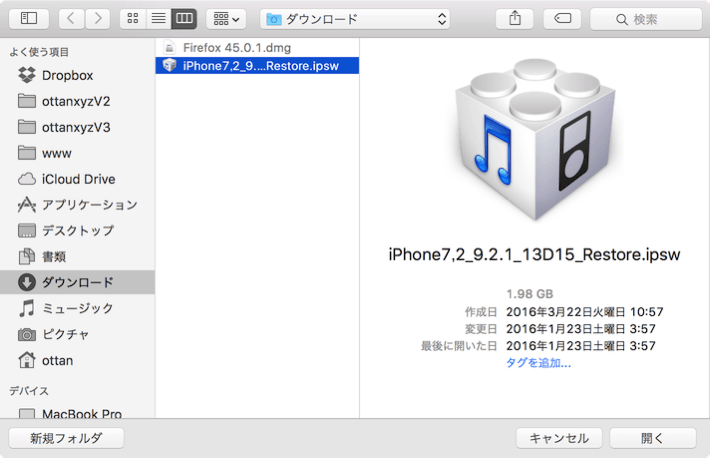 ダウンロード
検索
よく使う項目
Dropbox
ottanxyzV2
ottanxyzV3
www
iCloud Drive
アプリケーション
デスクトップ
書類
ダウンロード
ミュージック
ピクチャ
ottan
デバイス
MacBook Pro
Firefox 45.0.1.dmg
iPhone7,2_9.…Restore.ipsw
iPhone7,2_9.2.1_13D15_Restore.ipsw
1.98 GB
作成日 2016年3月22日火曜日 10:57
変更日 2016年1月23日土曜日 3:57
最後に開いた日 2016年1月23日土曜日 3:57
タグを追加...
新規フォルダ
キャンセル
開く